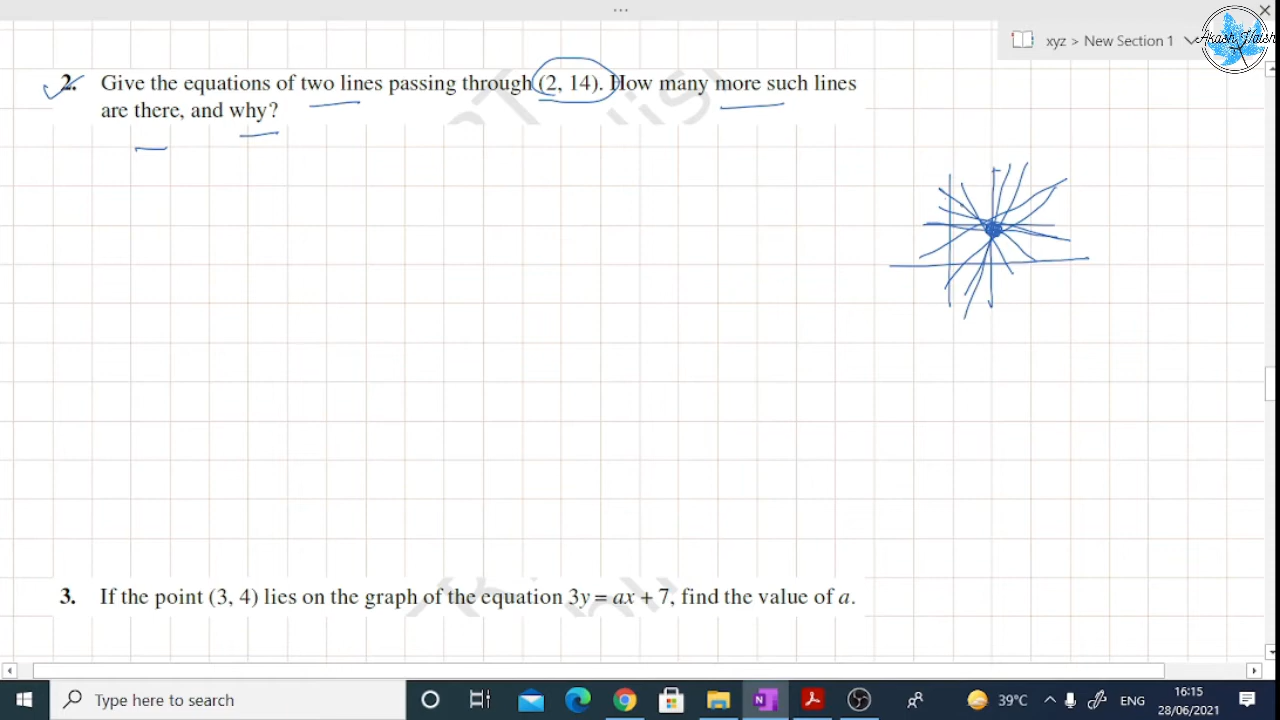 xyz > New Section 1
2. Give the equations of two lines passing through (2, 14). How many more such lines
are there, and why?
3. If the point (3, 4) lies on the graph of the equation 3y = ax + 7, find the value of a.
Type here to search
39°C
ENG
16:15
28/06/2021